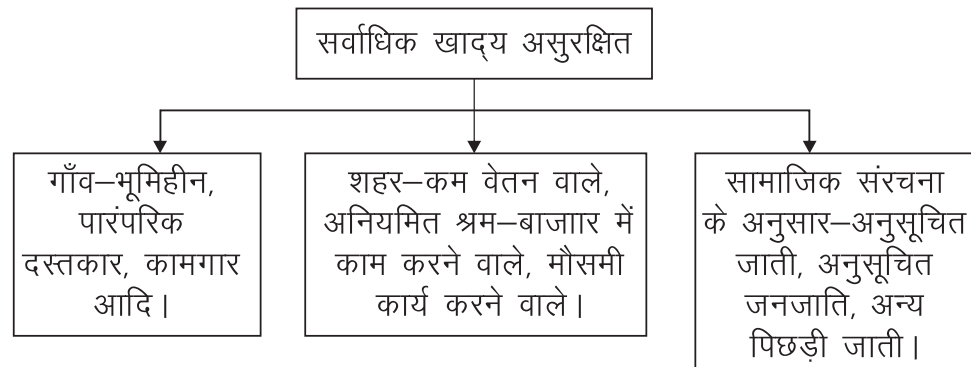 सर्वाधिक खाद्य असुरक्षित
गाँव–भूमिहीन,
पारंपरिक
दस्तकार, कामगार
आदि।
शहर–कम वेतन वाले,
अनियमित श्रम–बाजाार में
काम करने वाले, मौसमी
कार्य करने वाले।
सामाजिक संरचना
के अनुसार–अनुसूचित
जाती, अनुसूचित
जनजाति, अन्य
पिछड़ी जाती।